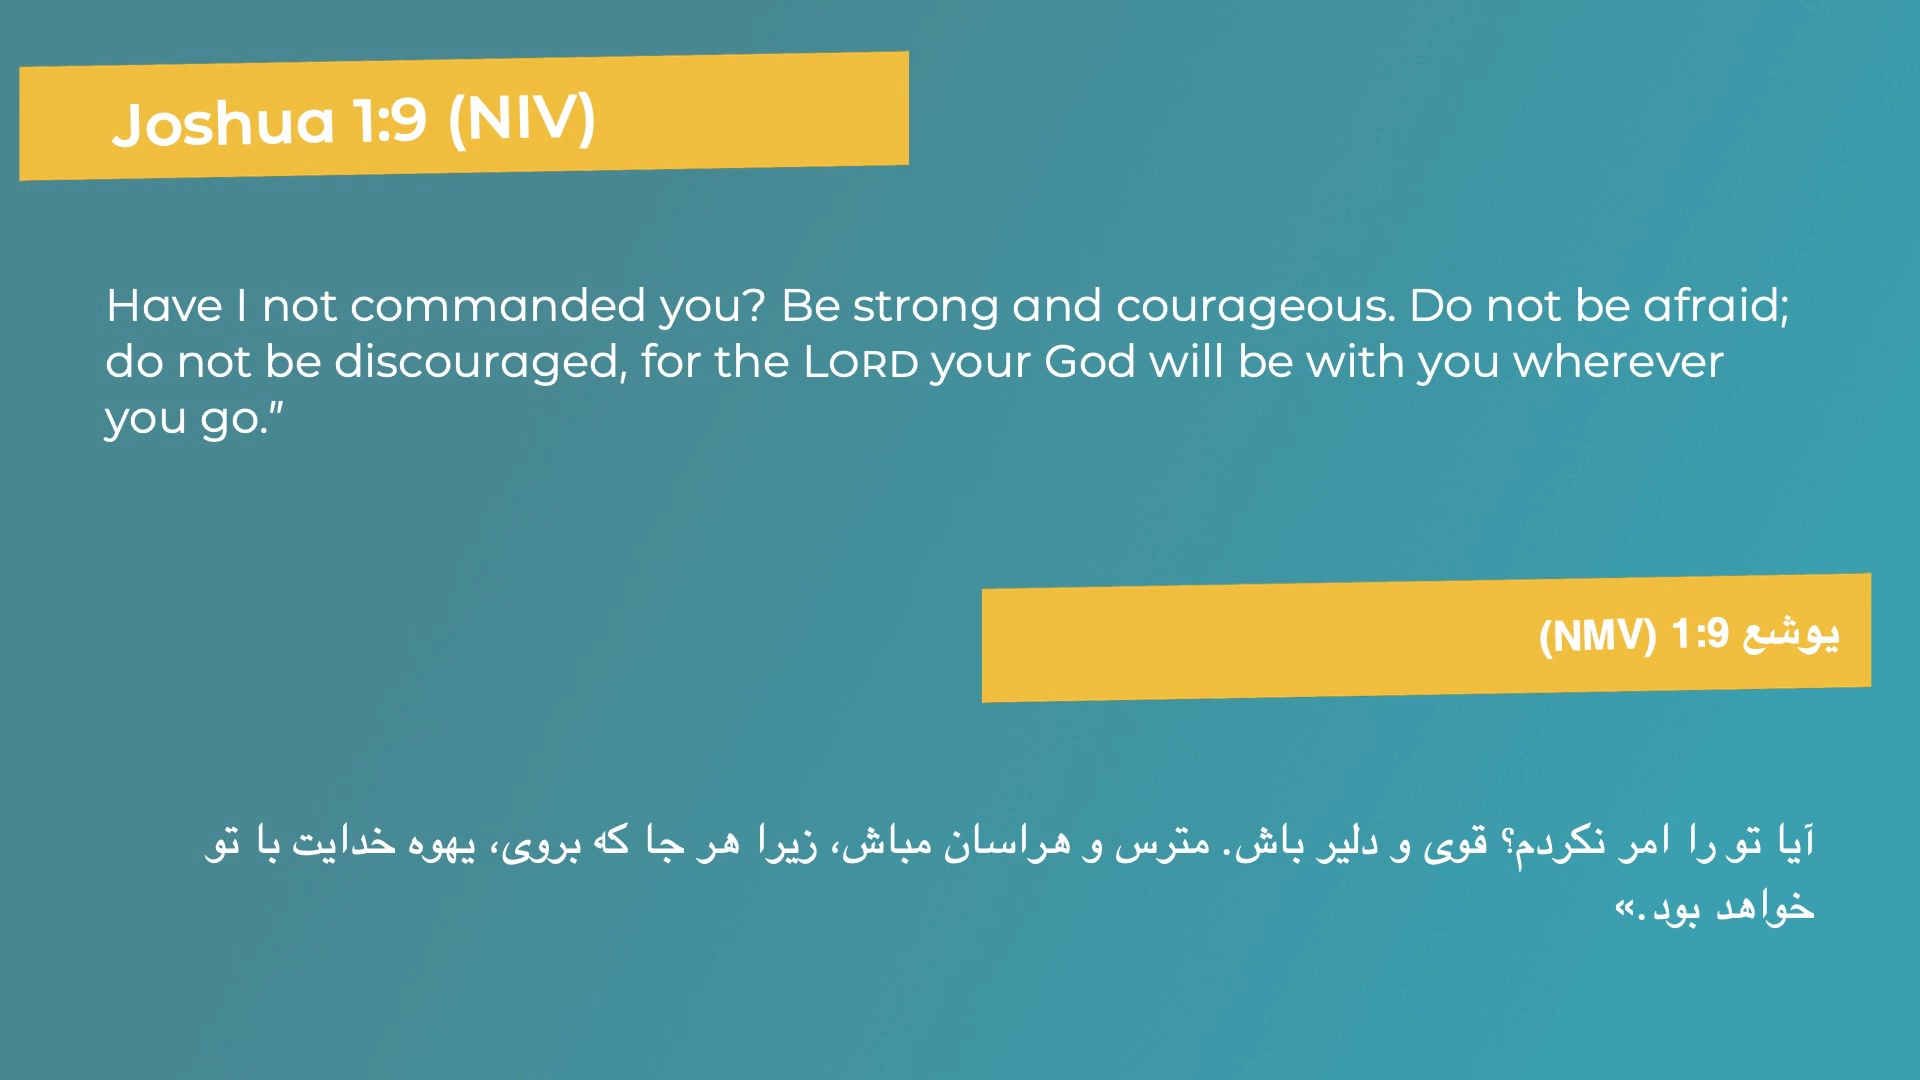 Joshua 1:9 (NIV)
Have I not commanded you? Be strong and courageous. Do not be afraid;
do not be discouraged, for the LORD your God will be with you wherever
you go.”
یوشع 1:9 (NMV)
آیا تو را امر نکردم؟ قوی و دلیر باش. مترس و هراسان مباش، زیرا هر جا که بروی، یهوه خدایت با تو
خواهد بود.»